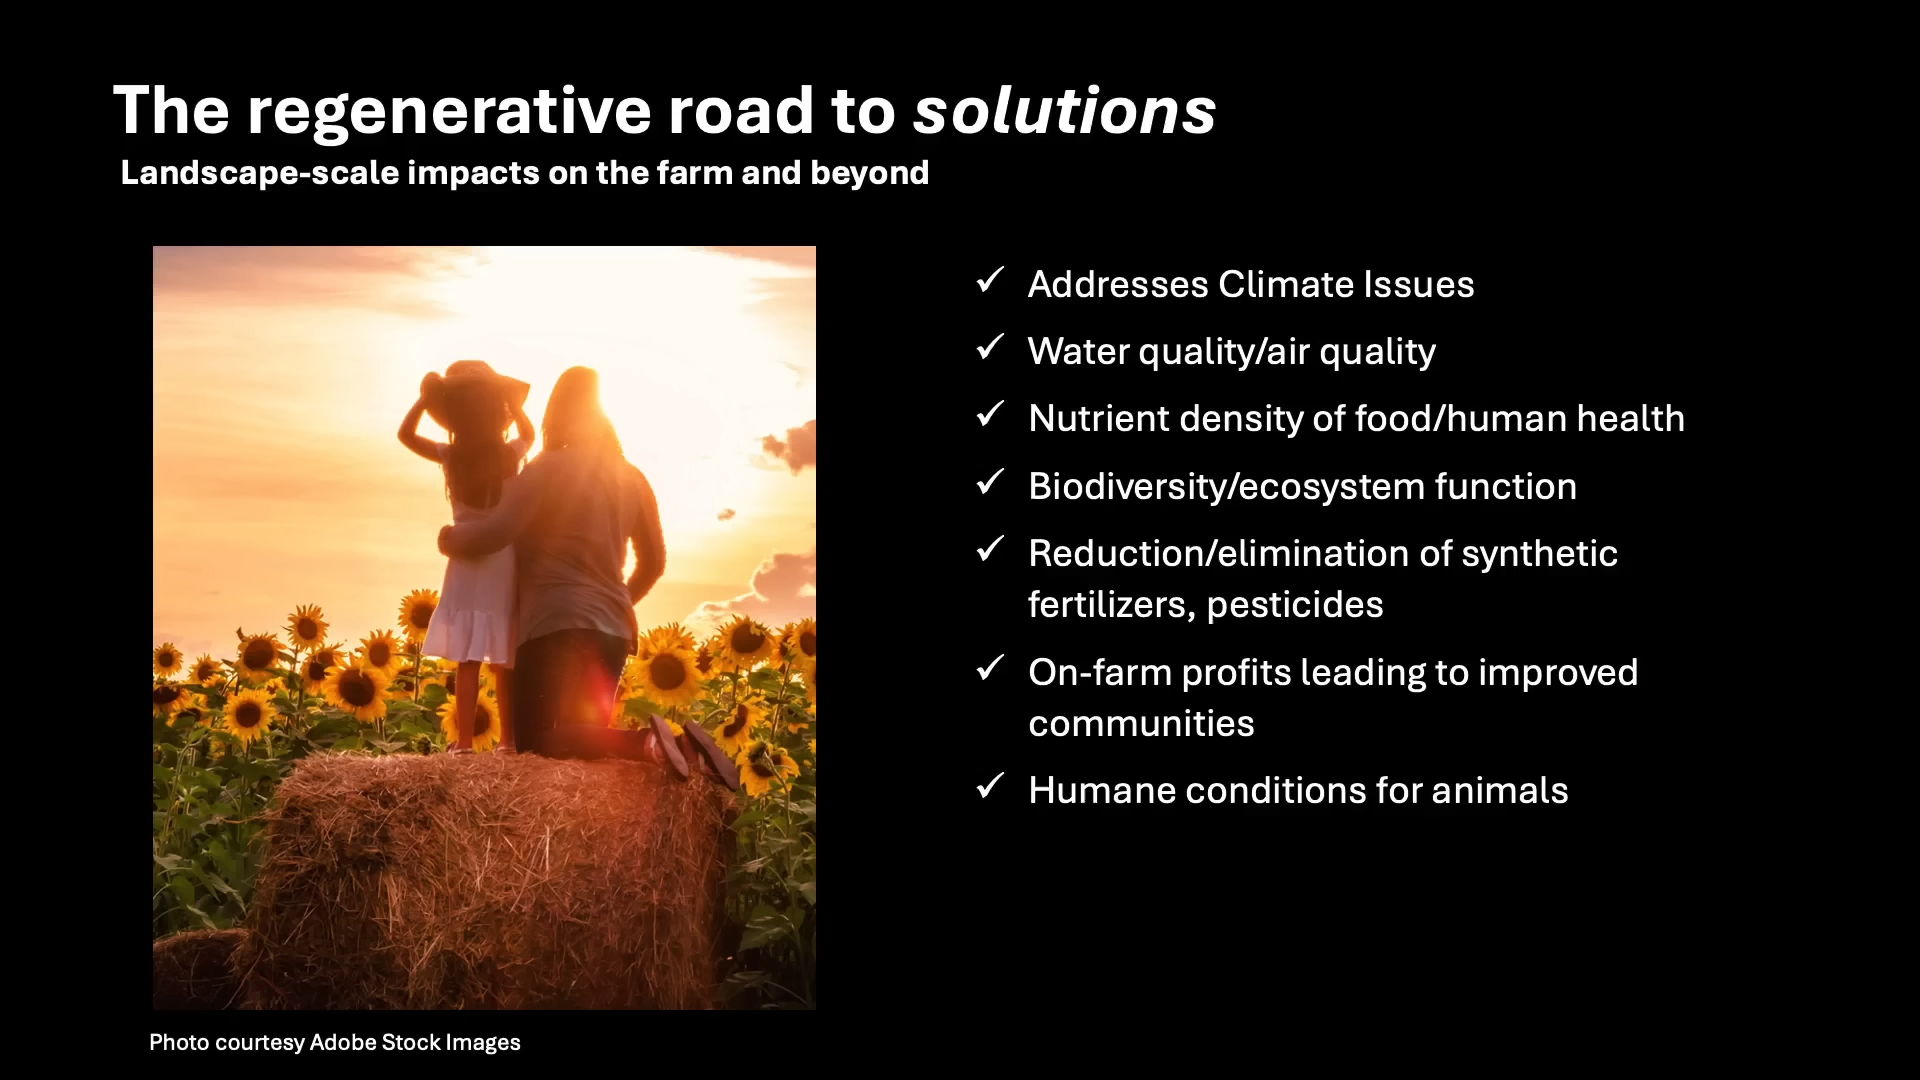 The regenerative road to solutions
Landscape-scale impacts on the farm and beyond
✓ Addresses Climate Issues
✓ Water quality/air quality
✓ Nutrient density of food/human health
✓ Biodiversity/ecosystem function
✓ Reduction/elimination of synthetic
fertilizers, pesticides
✓ On-farm profits leading to improved
communities
✓ Humane conditions for animals
Photo courtesy Adobe Stock Images